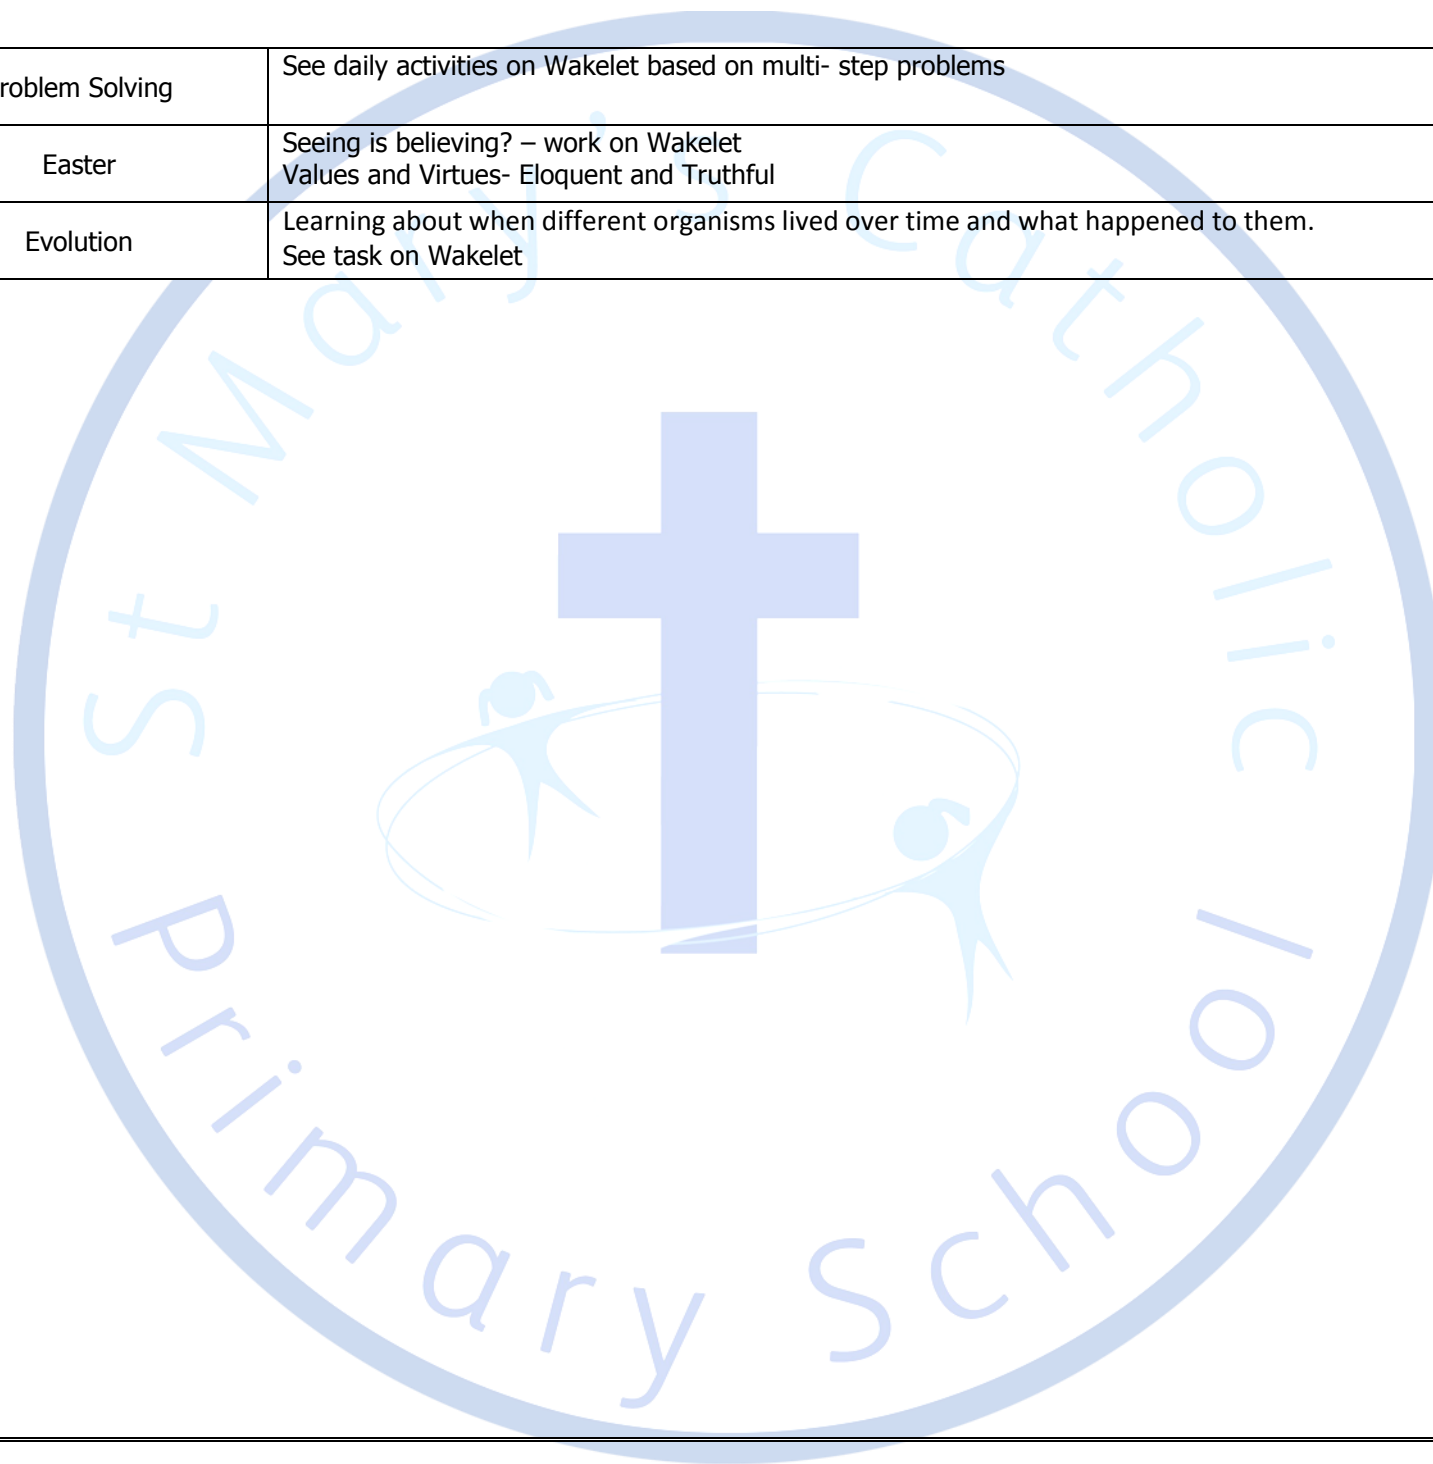 roblem Solving
See daily activities on Wakelet based on multi- step problems
Easter
Seeing is believing? – work on Wakelet
Values and Virtues- Eloquent and Truthful
Evolution
Learning about when different organisms lived over time and what happened to them.
See task on Wakelet
St Mary's Catholic
Primary School